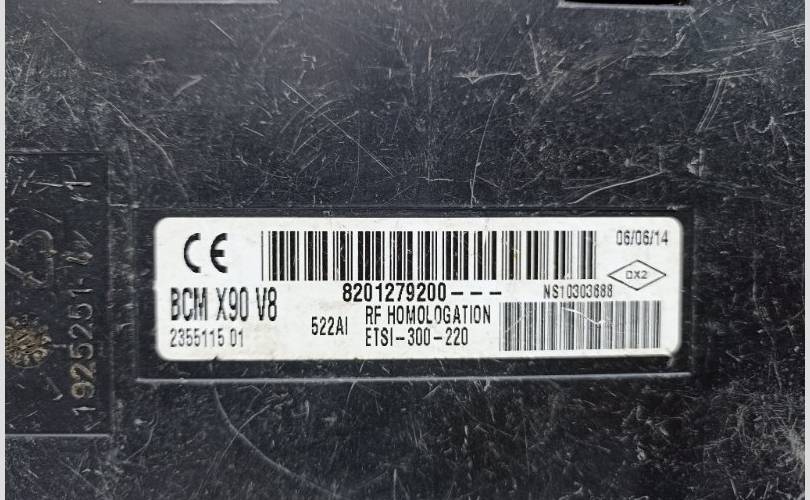 CE
06/06/14
DX2
BCM X90 V8
8201279200---
NS10303688
2355115 01
522AI
RF HOMOLOGATION
ETSI-300-220
1925251